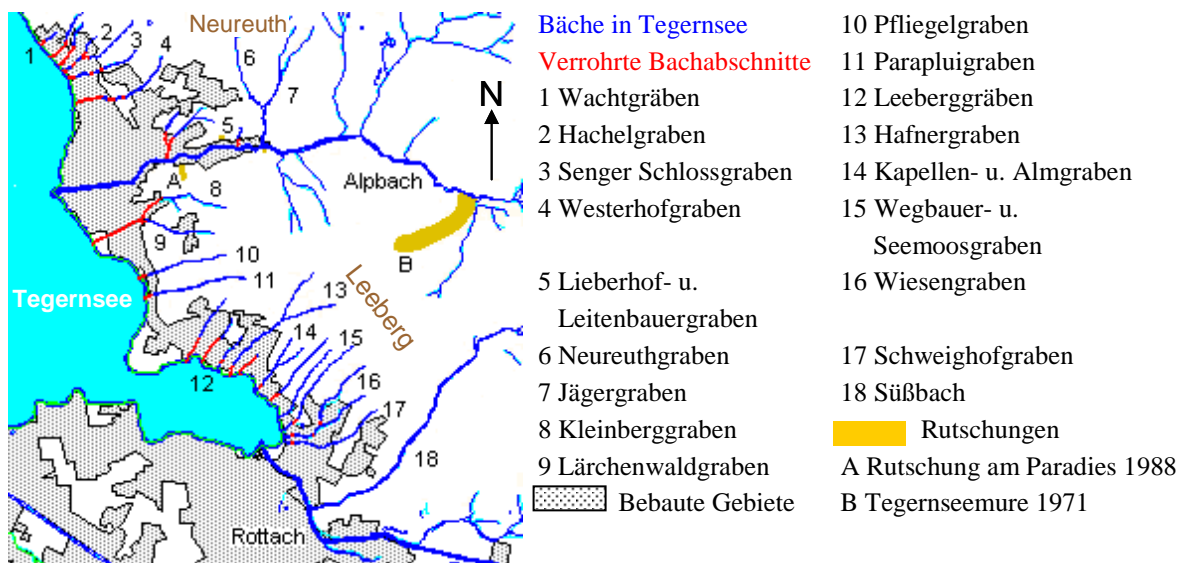 Neureuth
1
2
3
4
6
7
5
N
A
8
Alpbach
9
B
10
11
Tegernsee
Leeberg
13
14
15
12
16
17
18
Rottach
Bäche in Tegernsee
Verrohrte Bachabschnitte
1 Wachtgräben
2 Hachelgraben
3 Senger Schlossgraben
4 Westerhofgraben
5 Lieberhof- u.
Leitenbauergraben
6 Neureuthgraben
7 Jägergraben
8 Kleinberggraben
9 Lärchenwaldgraben
Bebaute Gebiete
10 Pfliegelgraben
11 Parapluigraben
12 Leeberggräben
13 Hafnergraben
14 Kapellen- u. Almgraben
15 Wegbauer- u.
Seemoosgraben
16 Wiesengraben
17 Schweighofgraben
18 Süßbach
Rutschungen
A Rutschung am Paradies 1988
B Tegernseemure 1971